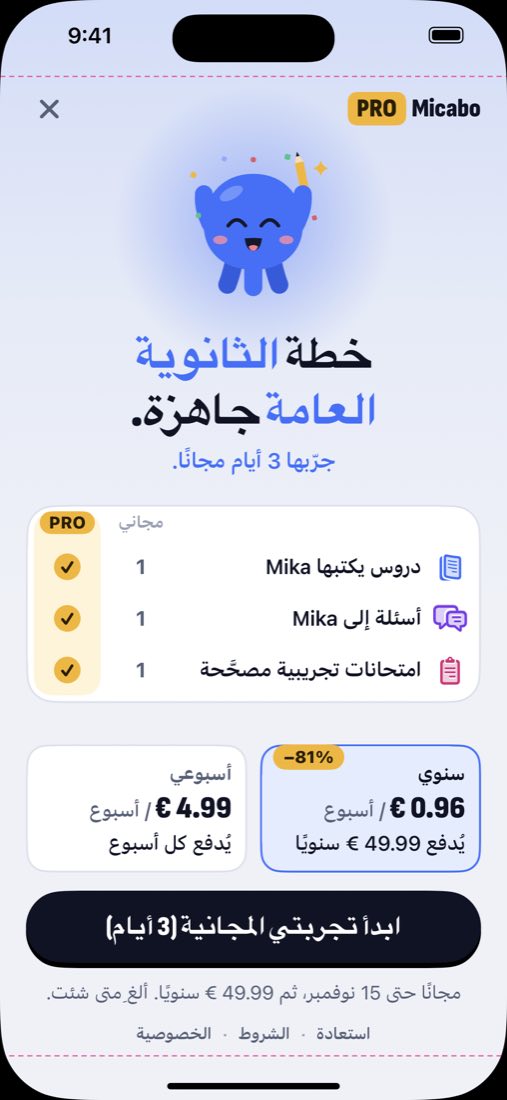 9:41
Micabo PRO
خطة الثانوية
العامة جاهزة.
جرّبها 3 أيام مجانًا.
مجاني PRO
دروس يكتبها Mika 1
أسئلة إلى Mika 1
امتحانات تجريبية مصحَّحة 1
سنوي −81%
0.96 € / أسبوع
يُدفع 49.99 € سنويًا
أسبوعي
4.99 € / أسبوع
يُدفع كل أسبوع
ابدأ تجربتي المجانية (3 أيام)
مجانًا حتى 15 نوفمبر، ثم 49.99 € سنويًا. ألغِ متى شئت.
استعادة · الشروط · الخصوصية